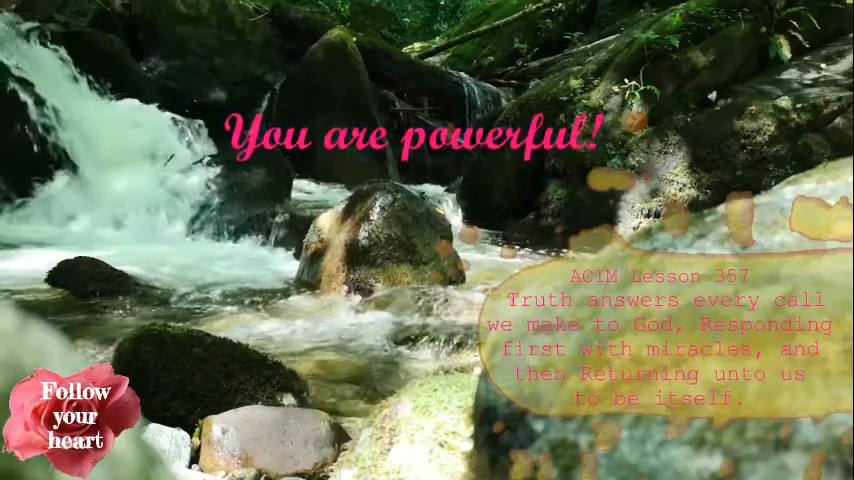 You are powerful!
ACIM Lesson 357
Truth answers every call
we make to God, Responding
first with miracles, and
then Returning unto us
to be itself.
Follow
your
heart